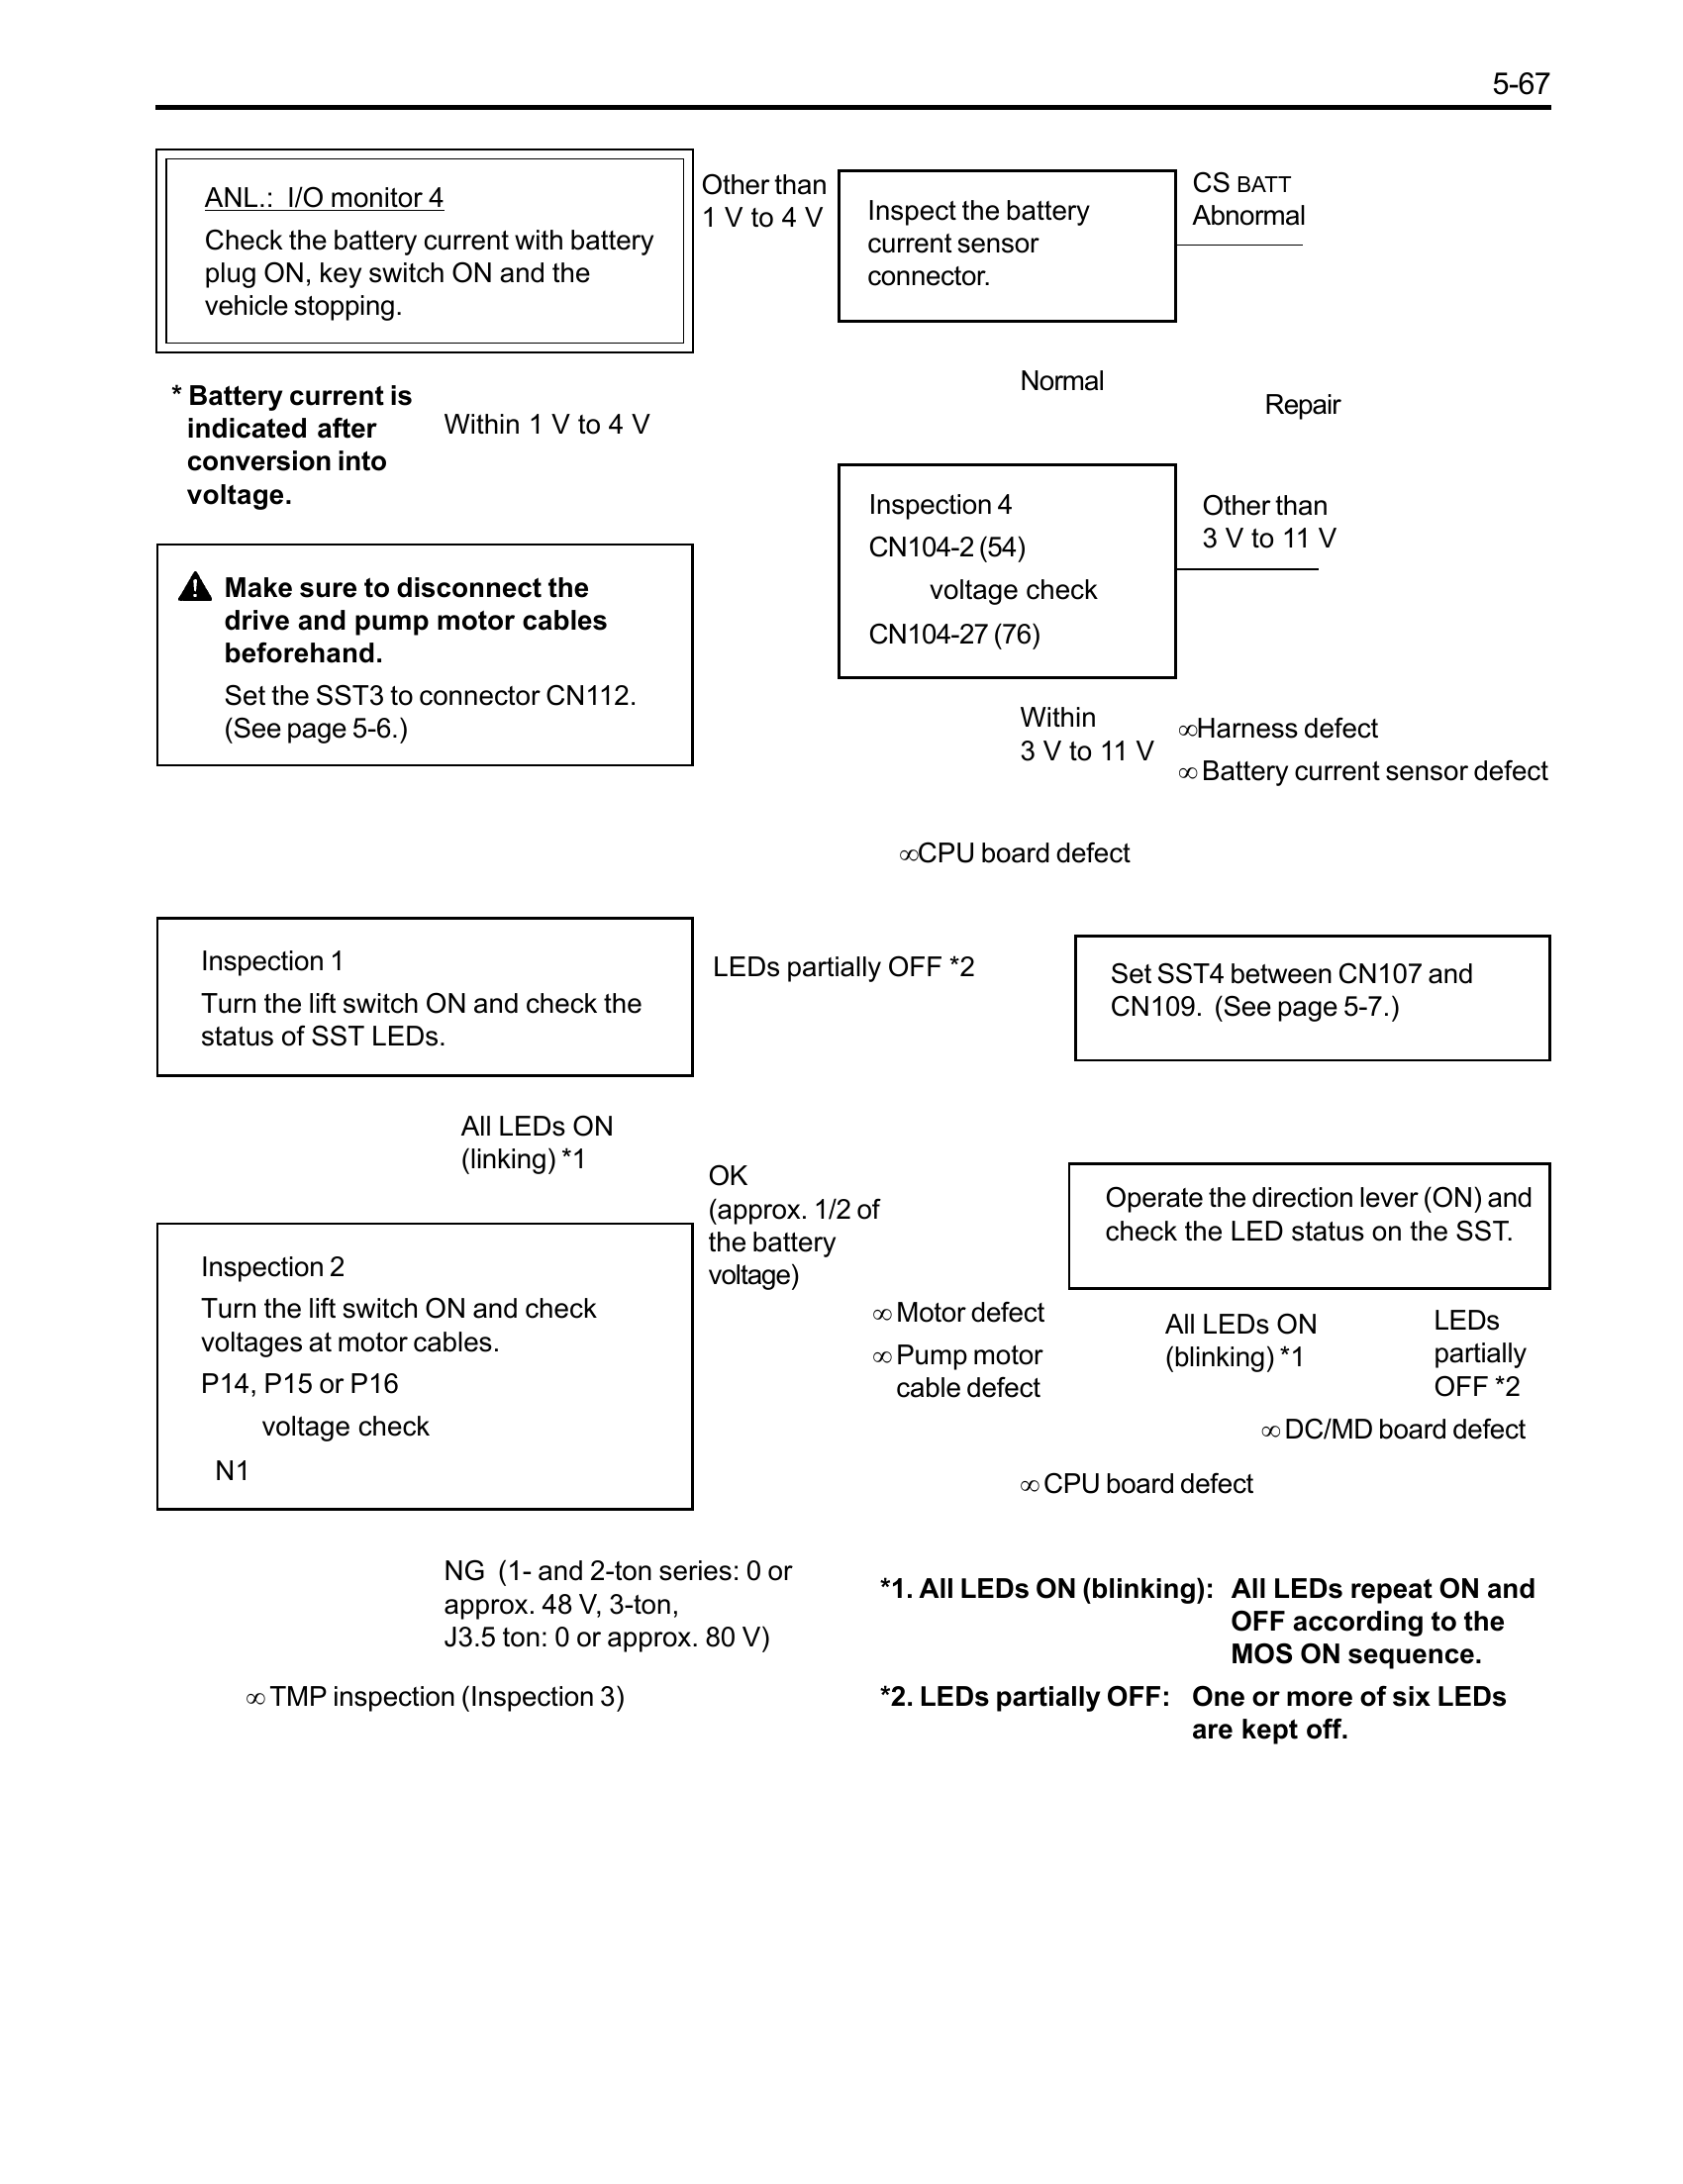 5-67
ANL.: I/O monitor 4
Check the battery current with battery
plug ON, key switch ON and the
vehicle stopping.
Other than
1 V to 4 V
Inspect the battery
current sensor
connector.
CS BATT
Abnormal
* Battery current is
indicated after
conversion into
voltage.
Within 1 V to 4 V
Normal
Repair
Inspection 4
CN104-2 (54)
voltage check
CN104-27 (76)
Other than
3 V to 11 V
Make sure to disconnect the
drive and pump motor cables
beforehand.
Set the SST3 to connector CN112.
(See page 5-6.)
Within
3 V to 11 V
∞Harness defect
∞ Battery current sensor defect
∞CPU board defect
Inspection 1
Turn the lift switch ON and check the
status of SST LEDs.
LEDs partially OFF *2
Set SST4 between CN107 and
CN109. (See page 5-7.)
All LEDs ON
(linking) *1
OK
(approx. 1/2 of
the battery
voltage)
Operate the direction lever (ON) and
check the LED status on the SST.
Inspection 2
Turn the lift switch ON and check
voltages at motor cables.
P14, P15 or P16
voltage check
N1
∞ Motor defect
∞ Pump motor
cable defect
All LEDs ON
(blinking) *1
LEDs
partially
OFF *2
∞ DC/MD board defect
∞ CPU board defect
NG (1- and 2-ton series: 0 or
approx. 48 V, 3-ton,
J3.5 ton: 0 or approx. 80 V)
∞ TMP inspection (Inspection 3)
*1. All LEDs ON (blinking): All LEDs repeat ON and
OFF according to the
MOS ON sequence.
*2. LEDs partially OFF: One or more of six LEDs
are kept off.